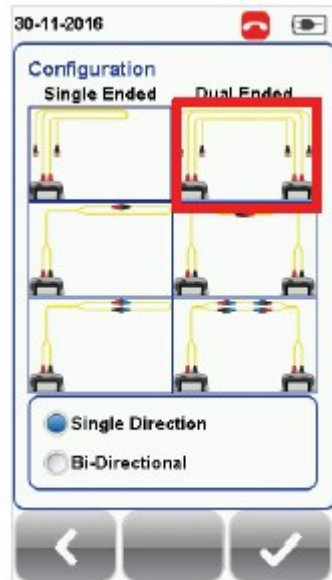 30-11-2016
Configuration
Single Ended Dual Ended
Single Direction
Bi-Directional